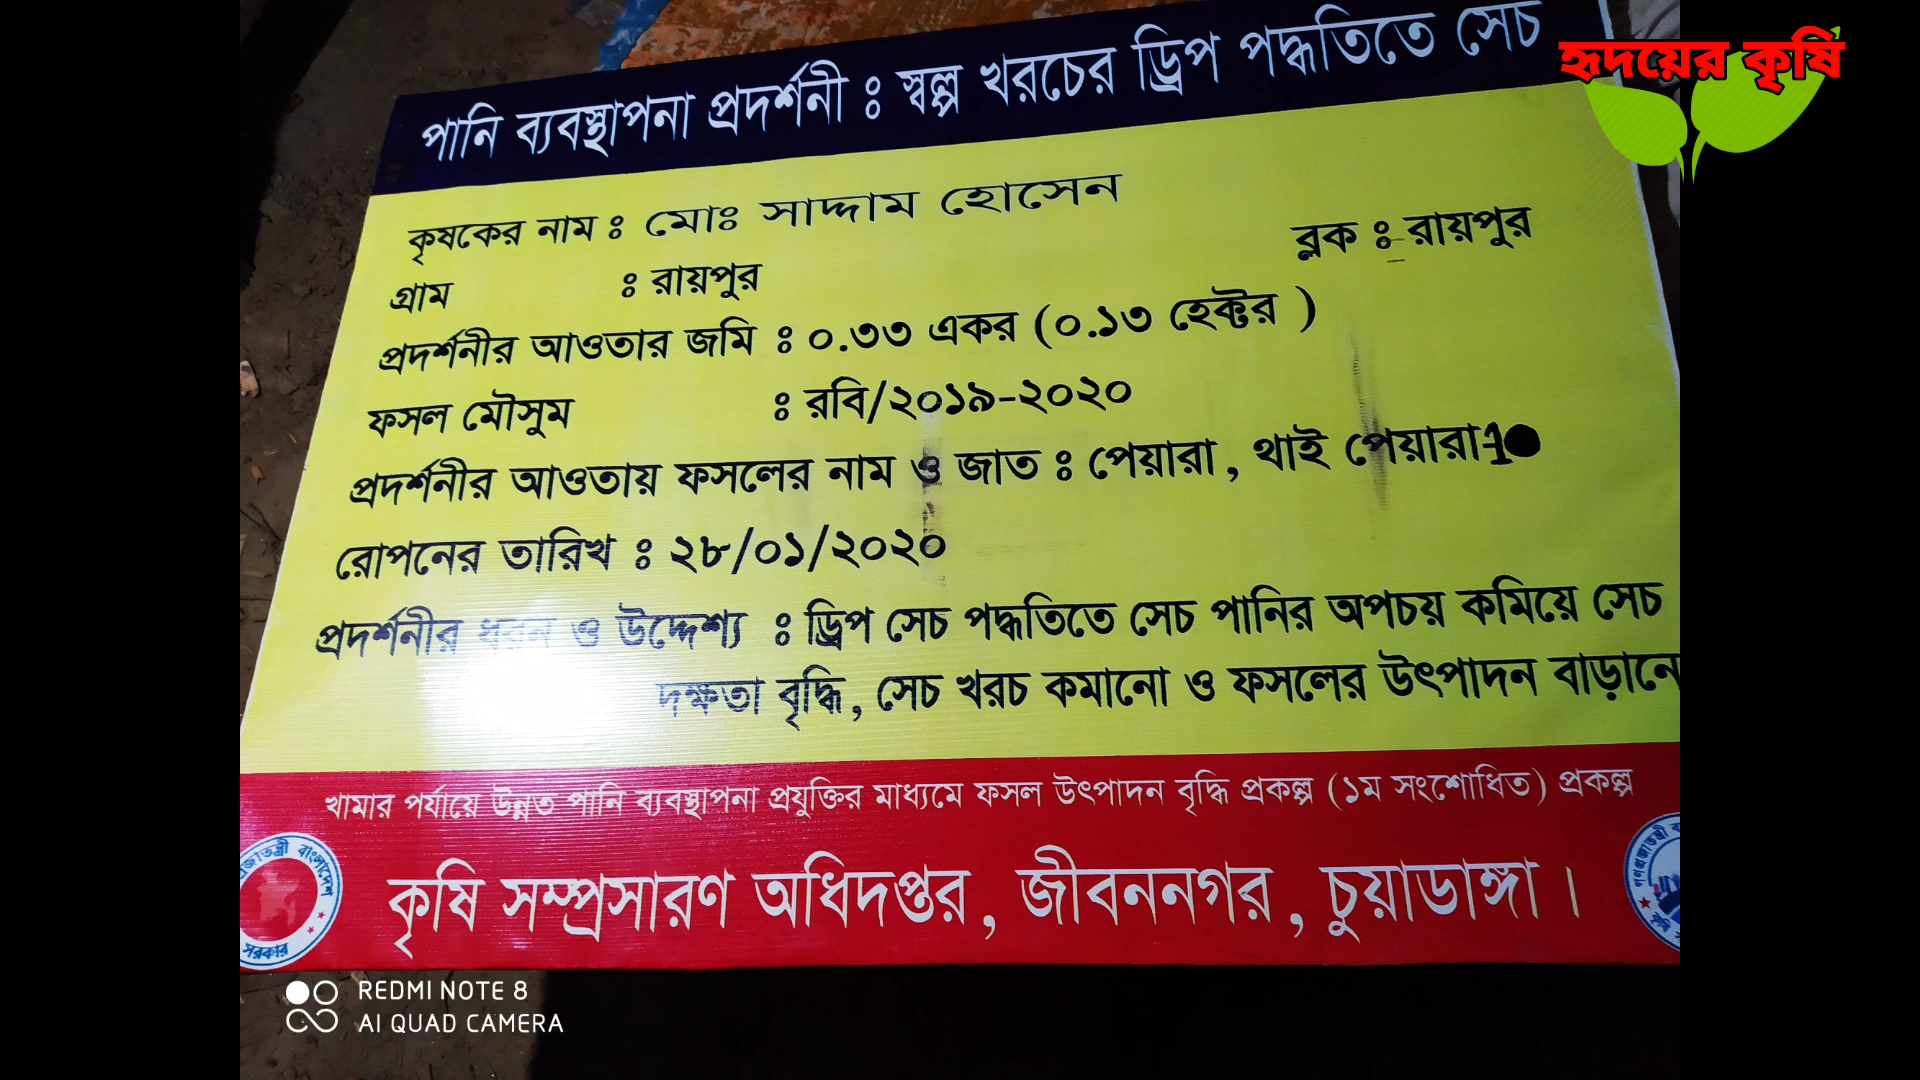 হৃদয়ের কৃষি
পানি ব্যবস্থাপনা প্রদর্শনী ঃ স্বল্প খরচের ড্রিপ পদ্ধতিতে সেচ
কৃষকের নাম ঃ মোঃ সাদ্দাম হোসেন
গ্রাম ঃ রায়পুর ব্লক ঃ রায়পুর
প্রদর্শনীর আওতার জমি ঃ ০.৩৩ একর (০.১৩ হেক্টর )
ফসল মৌসুম ঃ রবি/২০১৯-২০২০
প্রদর্শনীর আওতায় ফসলের নাম ও জাত ঃ পেয়ারা, থাই পেয়ারা
রোপনের তারিখ ঃ ২৮/০১/২০২০
প্রদর্শনীর ধরন ও উদ্দেশ্য ঃ ড্রিপ সেচ পদ্ধতিতে সেচ পানির অপচয় কমিয়ে সেচ
দক্ষতা বৃদ্ধি, সেচ খরচ কমানো ও ফসলের উৎপাদন বাড়ানে
খামার পর্যায়ে উন্নত পানি ব্যবস্থাপনা প্রযুক্তির মাধ্যমে ফসল উৎপাদন বৃদ্ধি প্রকল্প (১ম সংশোধিত) প্রকল্প
কৃষি সম্প্রসারণ অধিদপ্তর, জীবননগর, চুয়াডাঙ্গা।
বাংলাদেশ
সরকার
REDMI NOTE 8
AI QUAD CAMERA